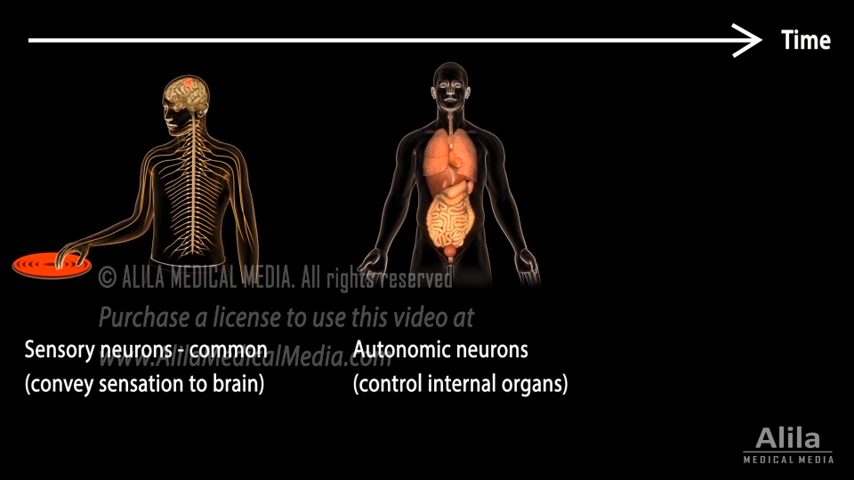 Time
© ALILA MEDICAL MEDIA. All rights reserved
Purchase a license to use this video at
www.AlilaMedicalMedia.com
Sensory neurons - common
(convey sensation to brain)
Autonomic neurons
(control internal organs)
Alila
MEDICAL MEDIA